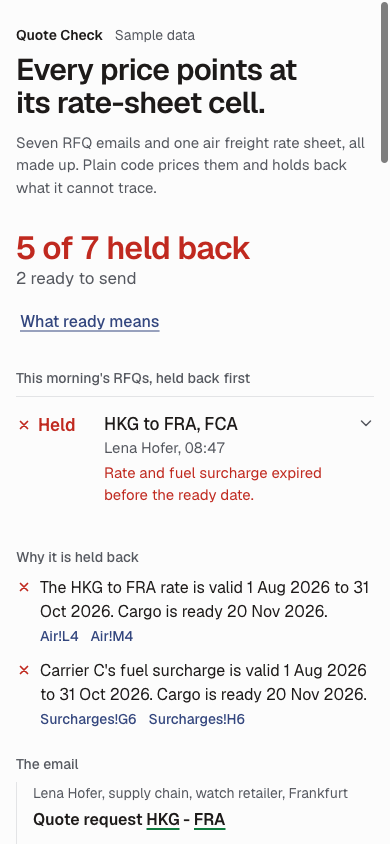 Quote Check Sample data
Every price points at
its rate-sheet cell.
Seven RFQ emails and one air freight rate sheet, all
made up. Plain code prices them and holds back
what it cannot trace.
5 of 7 held back
2 ready to send
What ready means
This morning's RFQs, held back first
Held HKG to FRA, FCA
Lena Hofer, 08:47
Rate and fuel surcharge expired
before the ready date.
Why it is held back
The HKG to FRA rate is valid 1 Aug 2026 to 31
Oct 2026. Cargo is ready 20 Nov 2026.
Air!L4 Air!M4
Carrier C's fuel surcharge is valid 1 Aug 2026
to 31 Oct 2026. Cargo is ready 20 Nov 2026.
Surcharges!G6 Surcharges!H6
The email
Lena Hofer, supply chain, watch retailer, Frankfurt
Quote request HKG - FRA